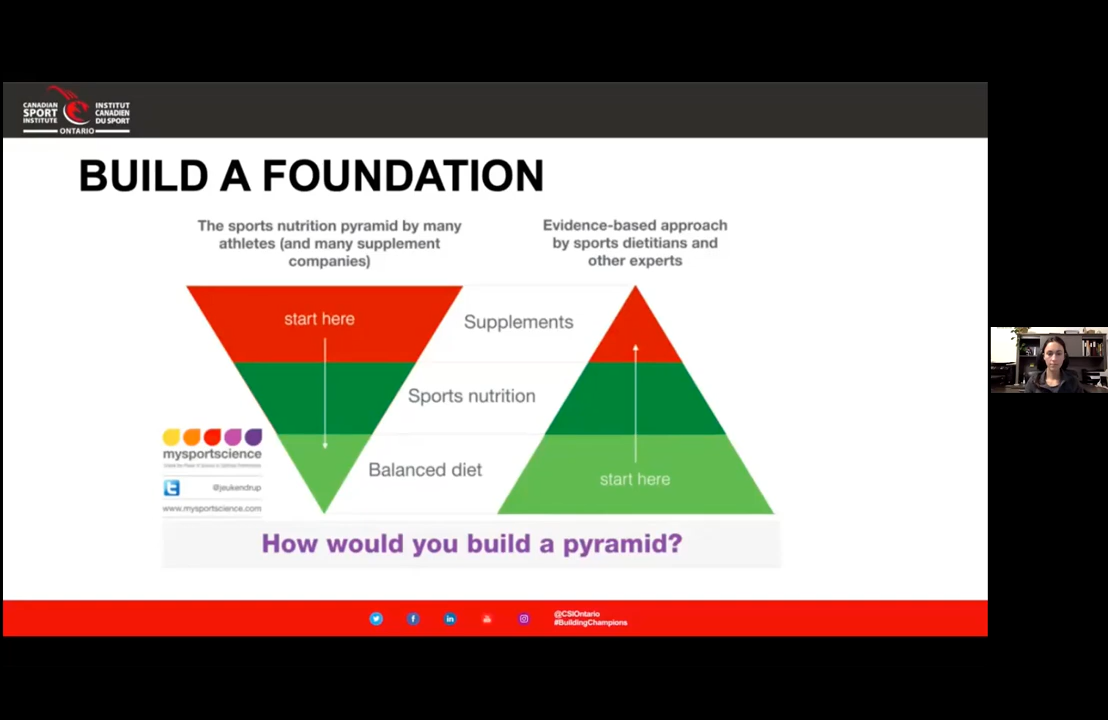 CANADIAN
SPORT
INSTITUTE
INSTITUT
CANADIEN
DU SPORT
ONTARIO
BUILD A FOUNDATION
The sports nutrition pyramid by many
athletes (and many supplement
companies)
Evidence-based approach
by sports dietitians and
other experts
start here
Supplements
Sports nutrition
Balanced diet
start here
mysportscience
@jeukendrup
www.mysportscience.com
How would you build a pyramid?
@CSIOntario
#BuildingChampions